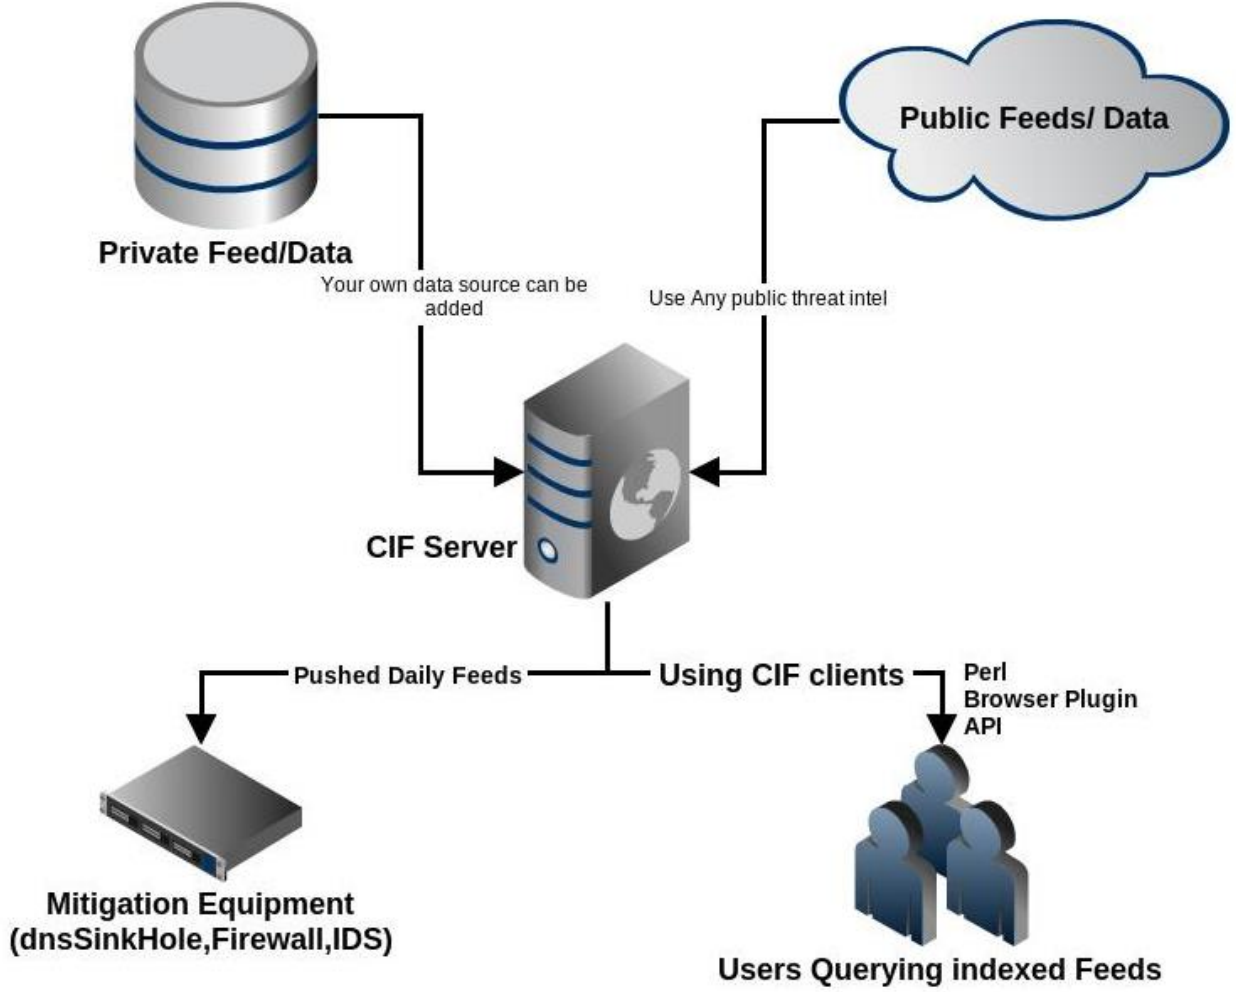 Public Feeds/ Data
Private Feed/Data
Your own data source can be
added
Use Any public threat intel
CIF Server
Pushed Daily Feeds
Using CIF clients
Perl
Browser Plugin
API
Mitigation Equipment
(dnsSinkHole,Firewall,IDS)
Users Querying indexed Feeds